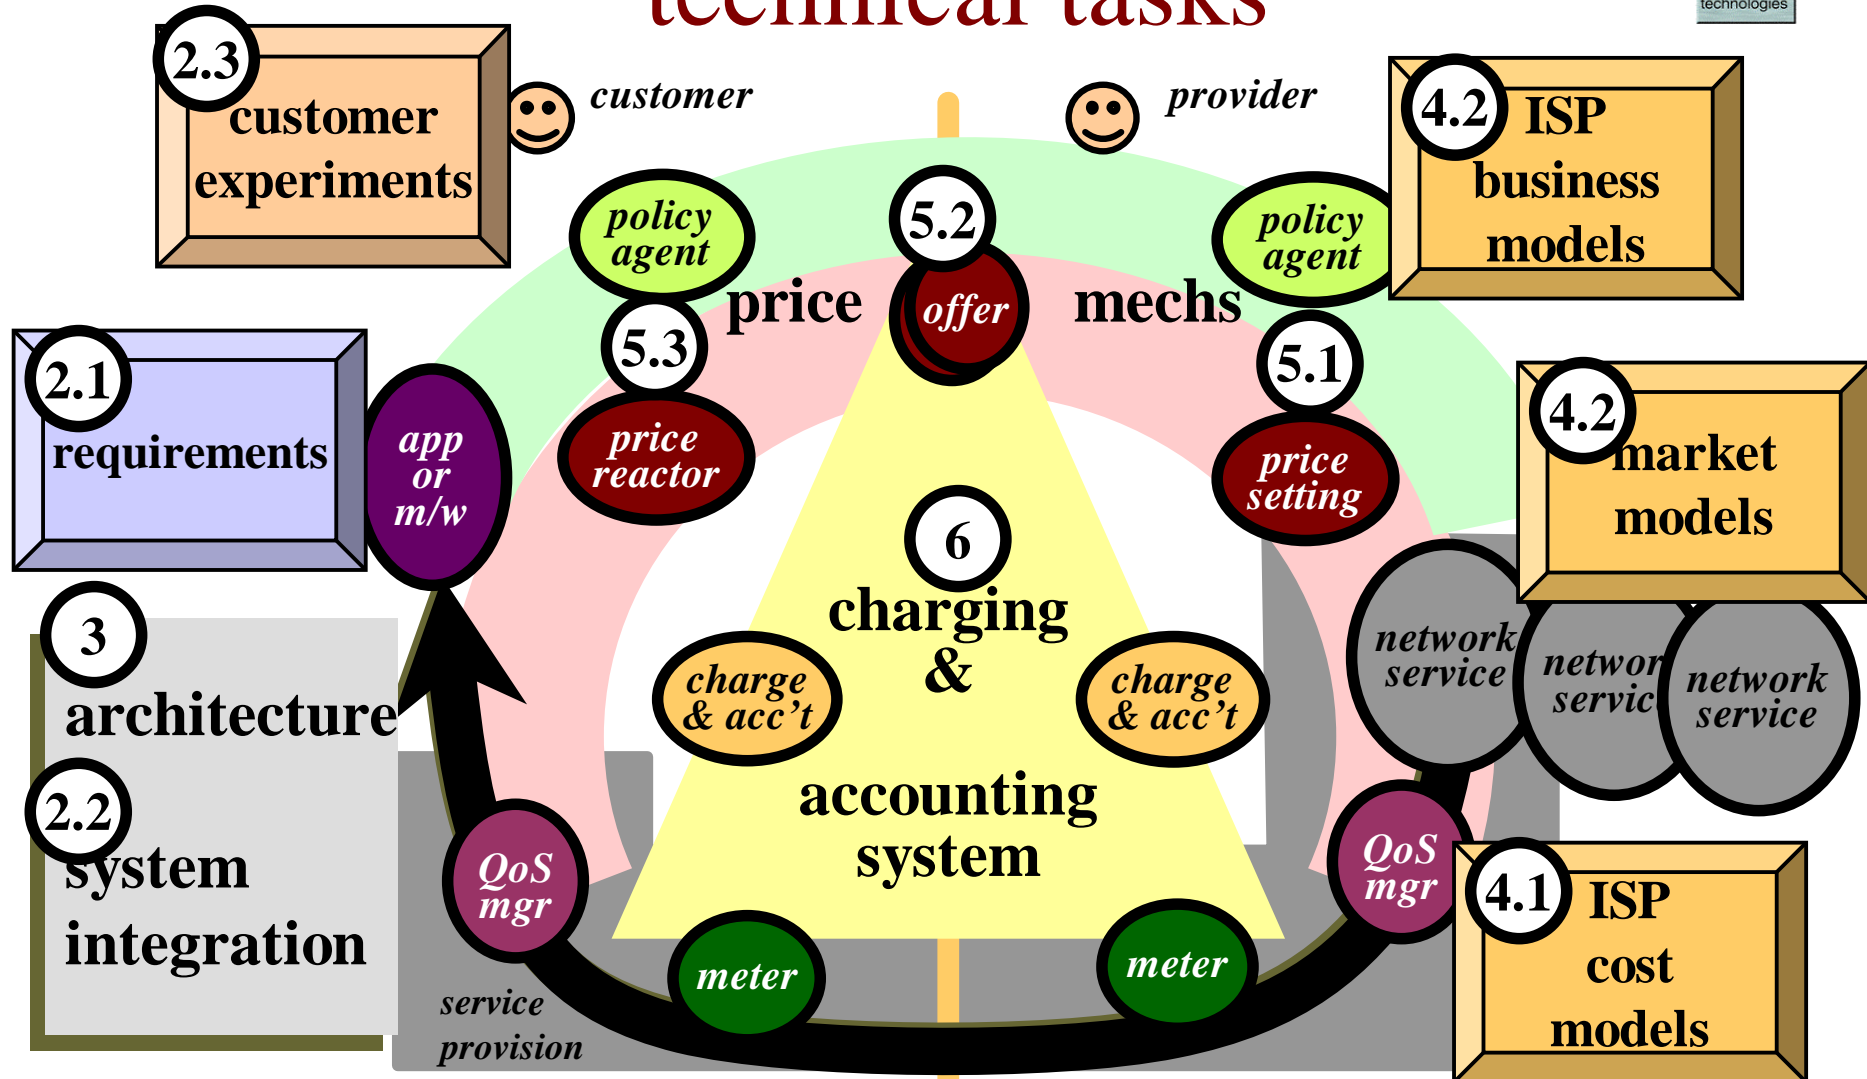 technical tasks
technologies
2.3
customer
experiments
customer
provider
4.2
ISP
business
models
policy
agent
5.2
policy
agent
price
offer
mechs
5.3
5.1
2.1
requirements
app
or
m/w
price
reactor
price
setting
4.2
market
models
6
charging
&
accounting
system
charge
& acc’t
charge
& acc’t
network
service
networ
servic
network
service
3
architecture
2.2
system
integration
QoS
mgr
QoS
mgr
4.1
ISP
cost
models
meter
meter
service
provision